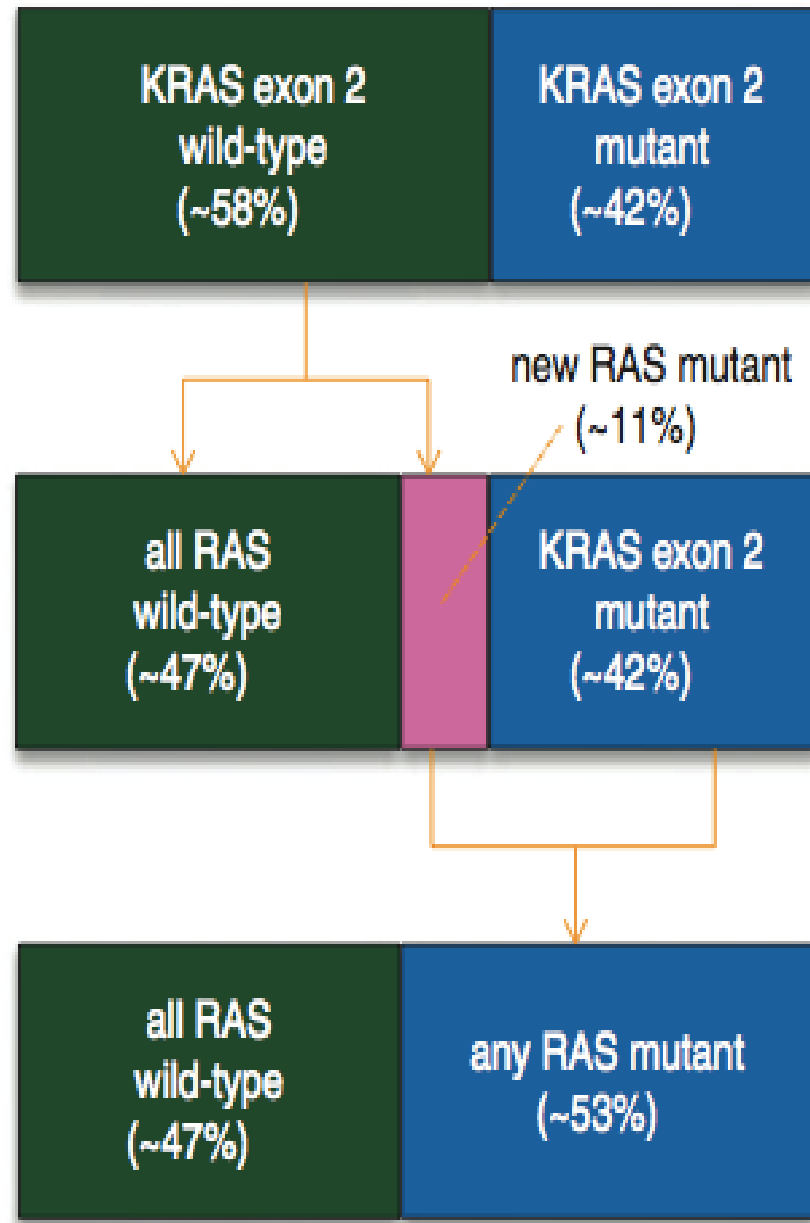 KRAS exon 2
wild-type
(~58%)
KRAS exon 2
mutant
(~42%)
new RAS mutant
(~11%)
all RAS
wild-type
(~47%)
KRAS exon 2
mutant
(~42%)
all RAS
wild-type
(~47%)
any RAS mutant
(~53%)